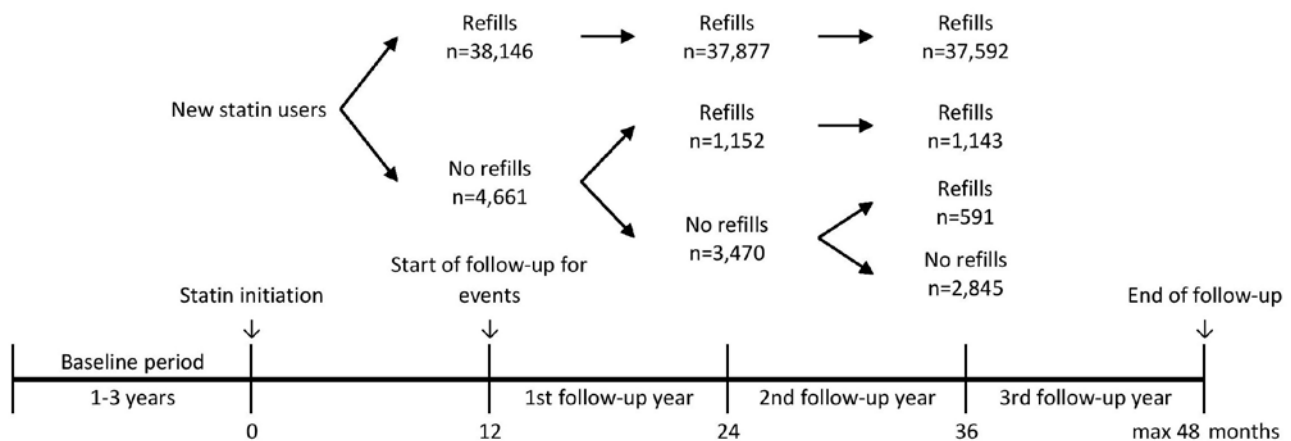 Refills
n=38,146
Refills
n=37,877
Refills
n=37,592
New statin users
Refills
n=1,152
Refills
n=1,143
No refills
n=4,661
Refills
n=591
No refills
n=3,470
No refills
n=2,845
Start of follow-up for
events
Statin initiation
End of follow-up
Baseline period
1-3 years
1st follow-up year
2nd follow-up year
3rd follow-up year
0
12
24
36
max 48 months